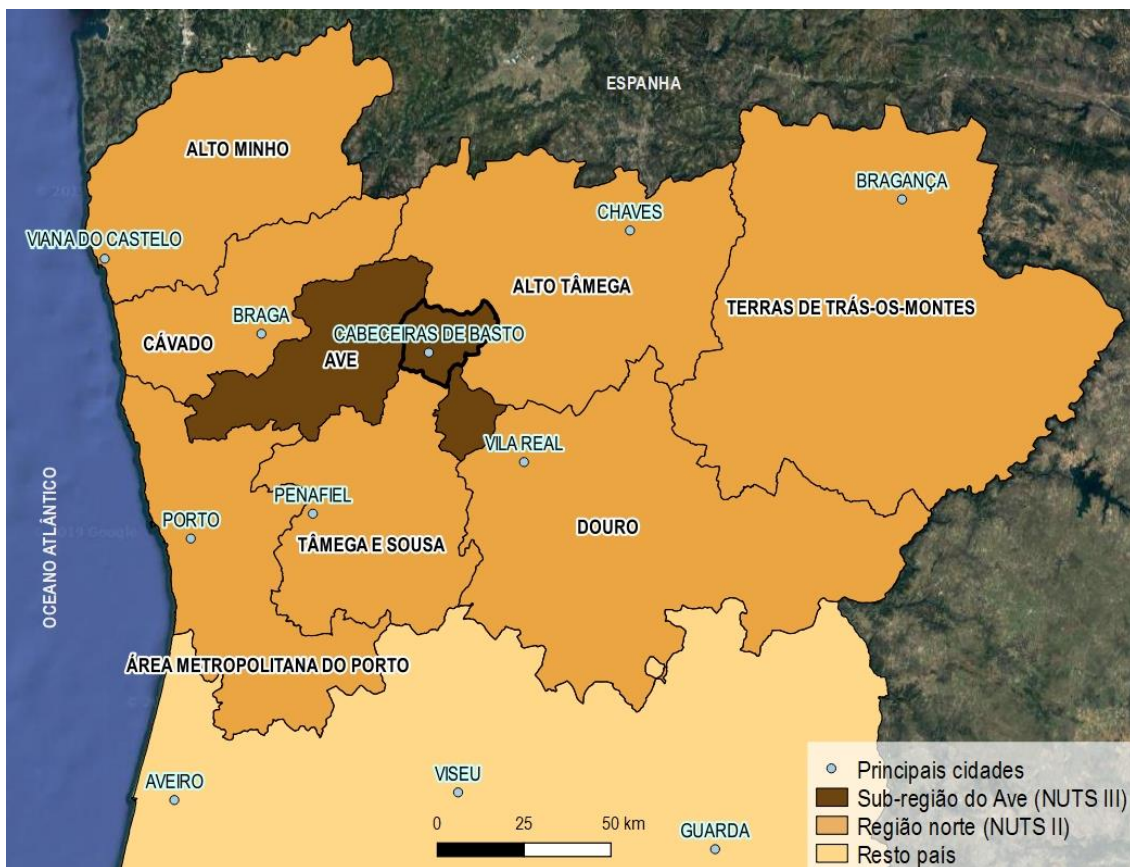 ESPANHA
ALTO MINHO
BRAGANÇA
CHAVES
VIANA DO CASTELO
ALTO TÂMEGA
TERRAS DE TRÁS-OS-MONTES
BRAGA
CABECEIRAS DE BASTO
CÁVADO
AVE
VILA REAL
PENAFIEL
PORTO
DOURO
TÂMEGA E SOUSA
OCEANO ATLÂNTICO
ÁREA METROPOLITANA DO PORTO
AVEIRO
VISEU
GUARDA
0 25 50 km
Principais cidades
Sub-região do Ave (NUTS III)
Região norte (NUTS II)
Resto país